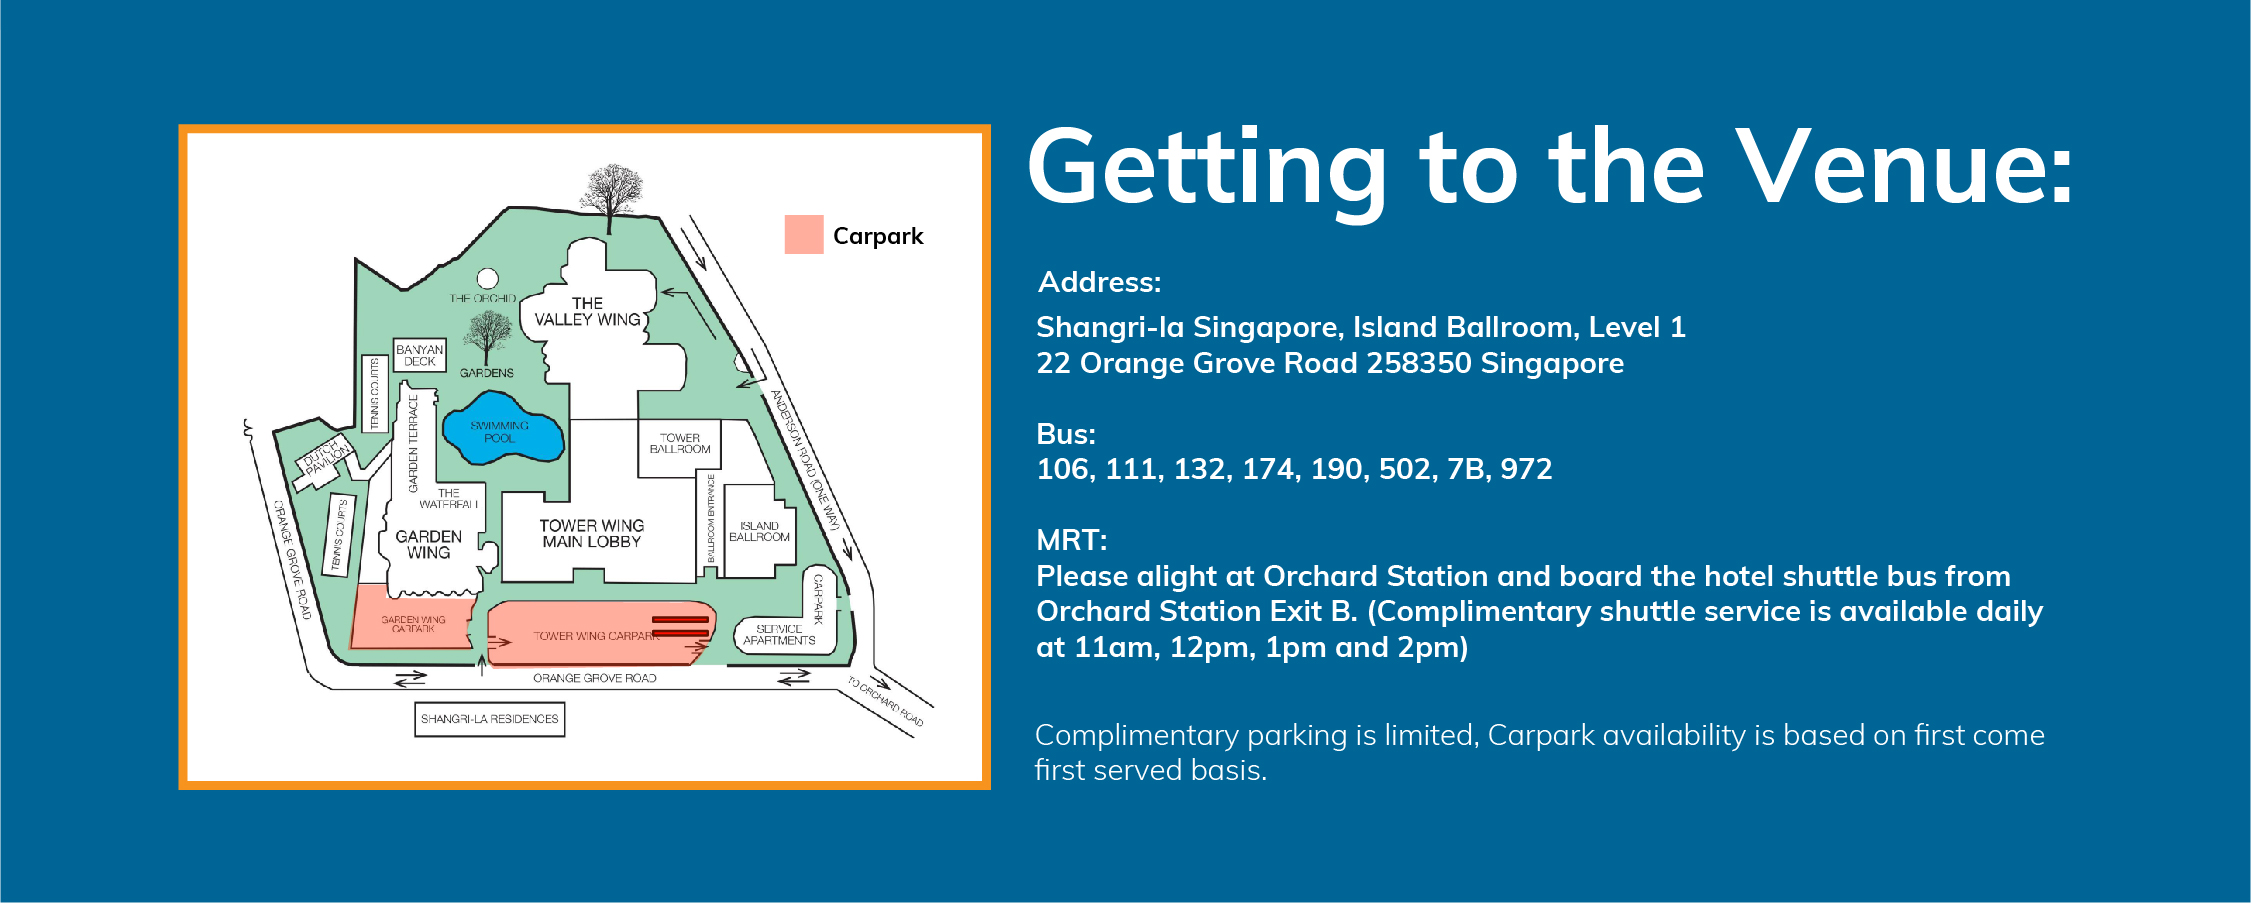 Getting to the Venue:
Address:
Shangri-la Singapore, Island Ballroom, Level 1
22 Orange Grove Road 258350 Singapore
Bus:
106, 111, 132, 174, 190, 502, 7B, 972
MRT:
Please alight at Orchard Station and board the hotel shuttle bus from
Orchard Station Exit B. (Complimentary shuttle service is available daily
at 11am, 12pm, 1pm and 2pm)
Complimentary parking is limited, Carpark availability is based on first come
first served basis.
Carpark
THE ORCHID
THE
VALLEY WING
BANYAN
DECK
GARDENS
TENNIS COURTS
GARDEN TERRACE
SWIMMING
POOL
TOWER
BALLROOM
ANDERSON ROAD (ONE WAY)
DUTCH
PAVILION
THE
WATERFALL
ORANGE GROVE ROAD
TENNIS COURTS
GARDEN
WING
TOWER WING
MAIN LOBBY
BALLROOM ENTRANCE
ISLAND
BALLROOM
CARPARK
GARDEN WING
CARPARK
TOWER WING CARPARK
SERVICE
APARTMENTS
ORANGE GROVE ROAD
TO ORCHARD ROAD
SHANGRI-LA RESIDENCES